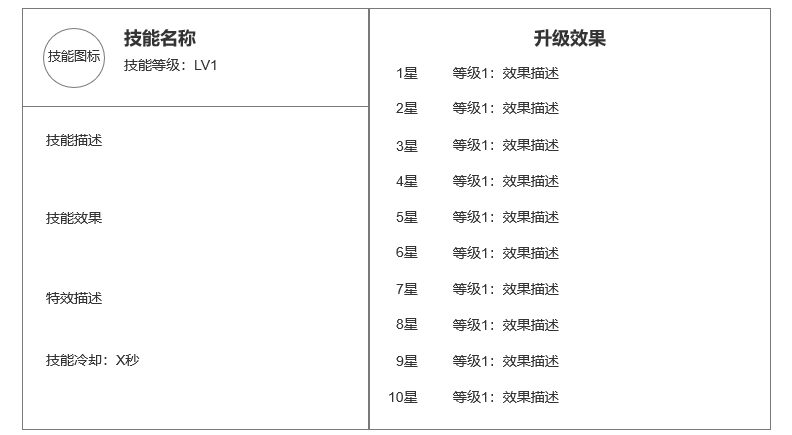 技能图标
技能名称
技能等级：LV1
技能描述
技能效果
特效描述
技能冷却：X秒
升级效果
1星 等级1：效果描述
2星 等级1：效果描述
3星 等级1：效果描述
4星 等级1：效果描述
5星 等级1：效果描述
6星 等级1：效果描述
7星 等级1：效果描述
8星 等级1：效果描述
9星 等级1：效果描述
10星 等级1：效果描述